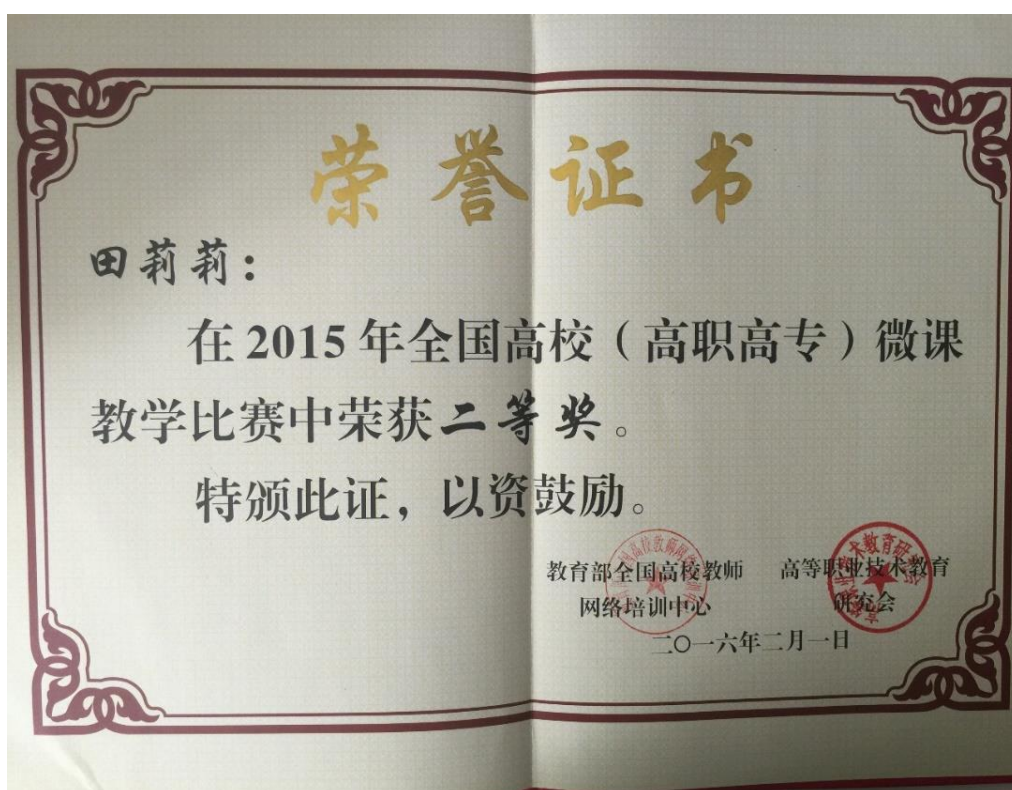 荣誉证书
田莉莉:
在2015年全国高校(高职高专)微课
教学比赛中荣获二等奖。
特颁此证,以资鼓励。
教育部全国高校教师 高等职业技术教育
网络培训中心 研究会
二〇一六年二月一日